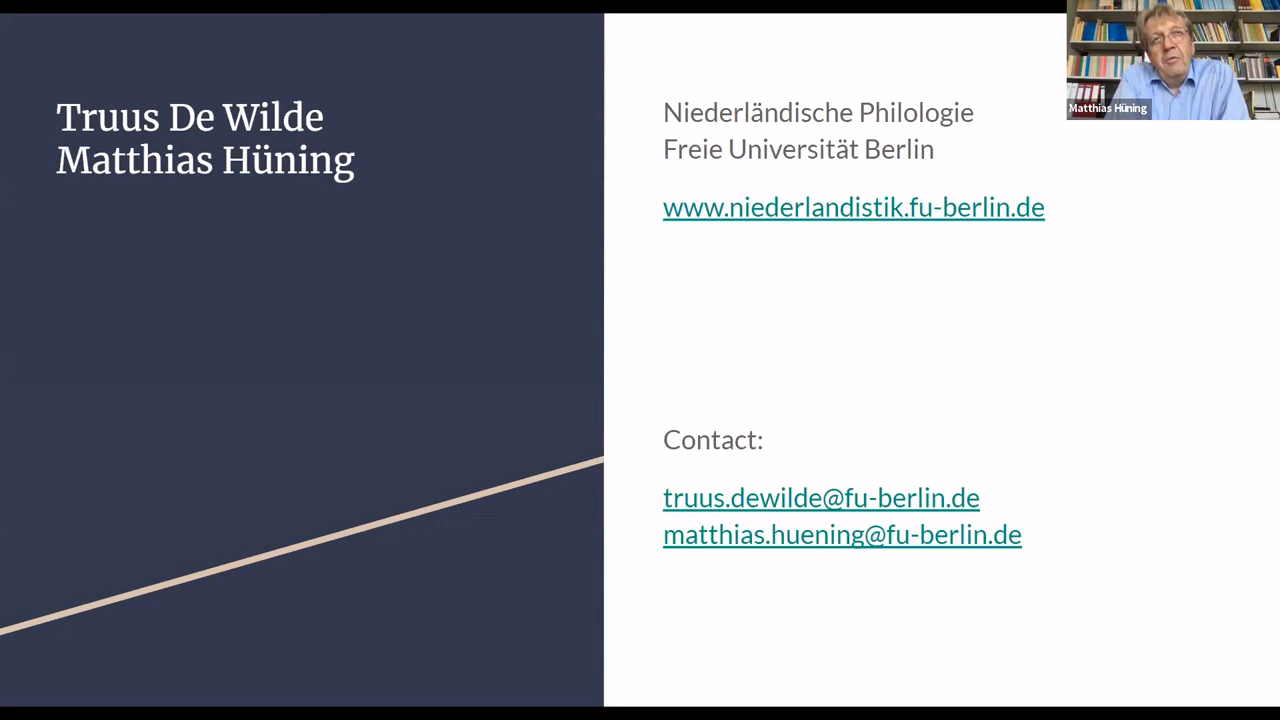 Truus De Wilde
Matthias Hüning
Niederländische Philologie
Freie Universität Berlin
www.niederlandistik.fu-berlin.de
Contact:
truus.dewilde@fu-berlin.de
matthias.huening@fu-berlin.de
Matthias Hüning